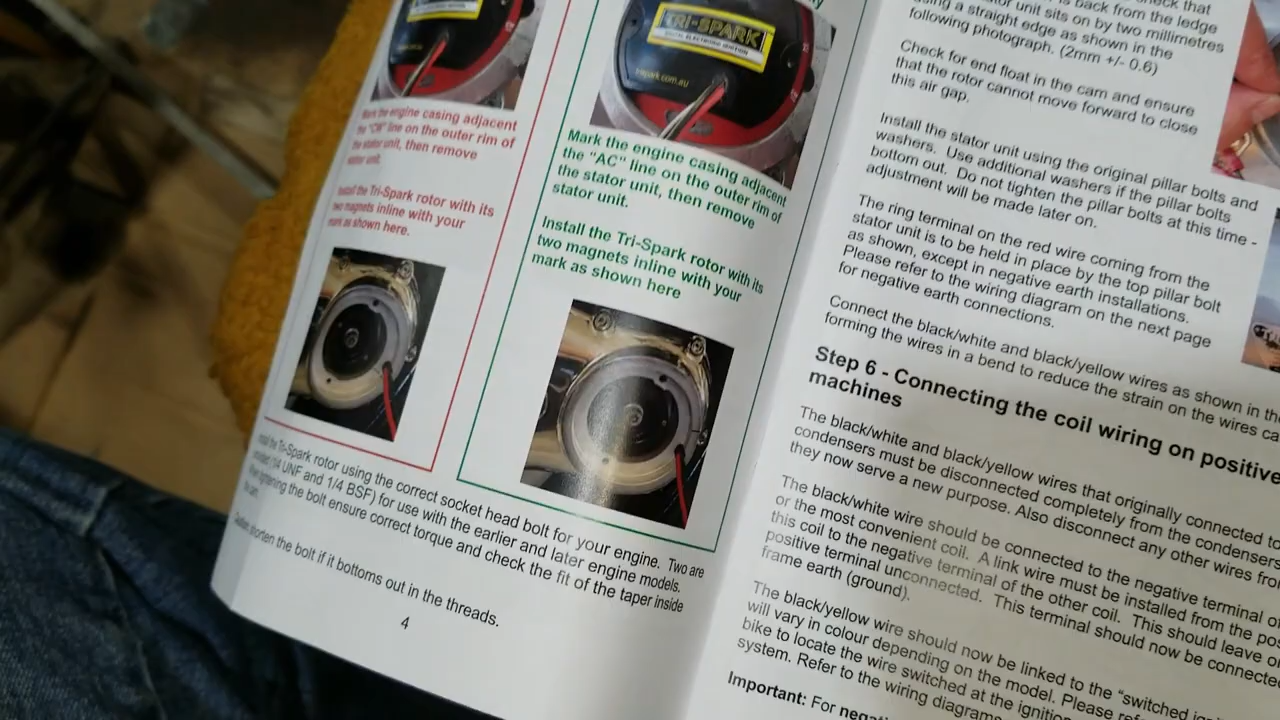 TRI-SPARK
DIGITAL ELECTRONIC IGNITION
trispark.com.au
Mark the engine casing adjacent
the "CW" line on the outer rim of
the stator unit, then remove
stator unit.
Install the Tri-Spark rotor with its
two magnets inline with your
mark as shown here.
Mark the engine casing adjacent
the "AC" line on the outer rim of
the stator unit, then remove
stator unit.
Install the Tri-Spark rotor with its
two magnets inline with your
mark as shown here
Install the Tri-Spark rotor using the correct socket head bolt for your engine. Two are
(1/4 UNF and 1/4 BSF) for use with the earlier and later engine models.
tightening the bolt ensure correct torque and check the fit of the taper inside
shorten the bolt if it bottoms out in the threads.
4
check that
is back from the ledge
unit sits on by two millimetres
using a straight edge as shown in the
following photograph. (2mm +/- 0.6)
Check for end float in the cam and ensure
that the rotor cannot move forward to close
this air gap.
Install the stator unit using the original pillar bolts and
washers. Use additional washers if the pillar bolts
bottom out. Do not tighten the pillar bolts at this time -
adjustment will be made later on.
The ring terminal on the red wire coming from the
stator unit is to be held in place by the top pillar bolt
as shown, except in negative earth installations.
Please refer to the wiring diagram on the next page
for negative earth connections.
Connect the black/white and black/yellow wires as shown in the
forming the wires in a bend to reduce the strain on the wires
Step 6 - Connecting the coil wiring on positive
machines
The black/white and black/yellow wires that originally connected to
condensers must be disconnected completely from the condensers
they now serve a new purpose. Also disconnect any other wires
The black/white wire should be connected to the negative terminal
or the most convenient coil. A link wire must be installed from the
this coil to the negative terminal of the other coil. This should leave
positive terminal unconnected. This terminal should now be connected
frame earth (ground).
The black/yellow wire should now be linked to the "switched
will vary in colour depending on the model. Please
bike to locate the wire switched at the
system. Refer to the wiring diagrams
Important: For